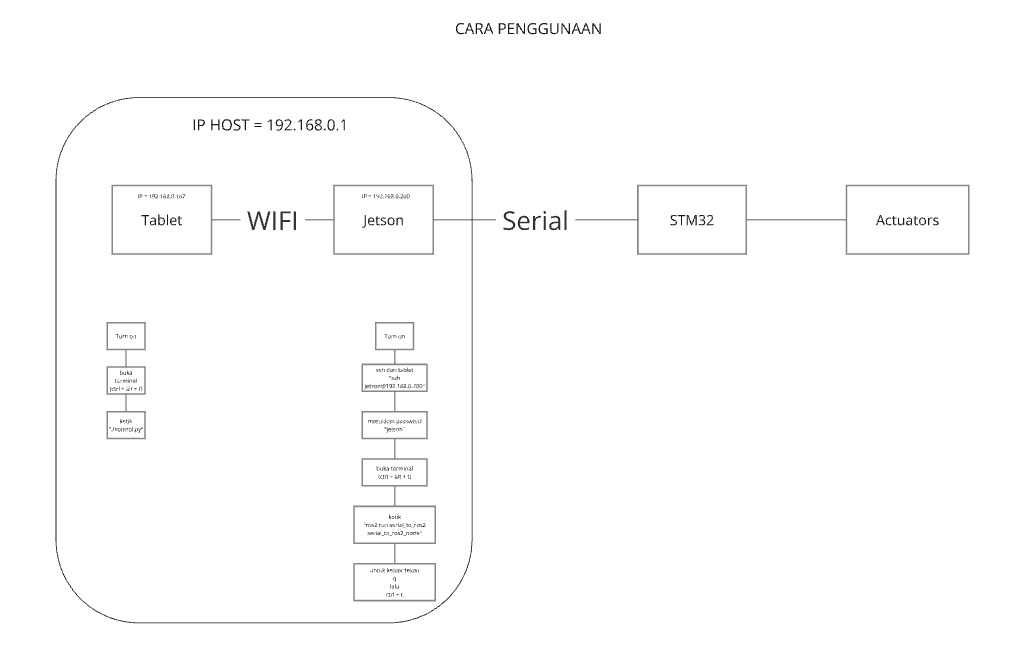 CARA PENGGUNAAN
IP HOST = 192.168.0.1
IP = 192.168.0.167
Tablet
WIFI
IP = 192.168.0.200
Jetson
Serial
STM32
Actuators
Turn on
buka
terminal
(ctrl + alt + t)
ketik
"./kontrol.py"
Turn on
ssh dari tablet
"ssh
jetson@192.168.0.200"
masukkan password
"jetson"
buka terminal
(ctrl + alt + t)
ketik
"ros2 run serial_to_ros2
serial_to_ros2_node"
untuk keluar tekan
q
lalu
ctrl +